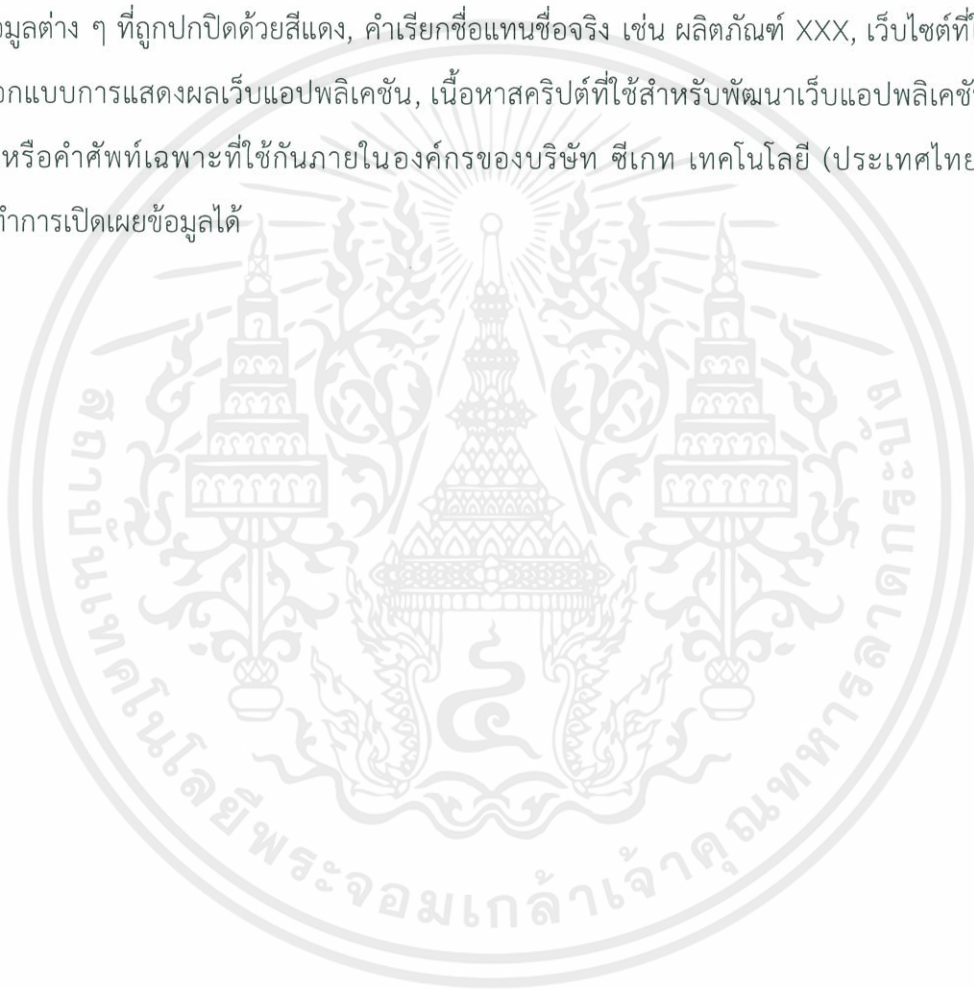 อมูลต่าง ๆ ที่ถูกปกปิดด้วยสีแดง, คำเรียกชื่อแทนชื่อจริง เช่น ผลิตภัณฑ์ XXX, เว็บไซต์ที่
อกแบบการแสดงผลเว็บแอปพลิเคชัน, เนื้อหาสคริปต์ที่ใช้สำหรับพัฒนาเว็บแอปพลิเคชั
หรือคำศัพท์เฉพาะที่ใช้กันภายในองค์กรของบริษัท ซีเกท เทคโนโลยี (ประเทศไทย
ทำการเปิดเผยข้อมูลได้
สถาบันเทคโนโลยีพระจอมเกล้าเจ้าคุณทหารลาดกระบัง